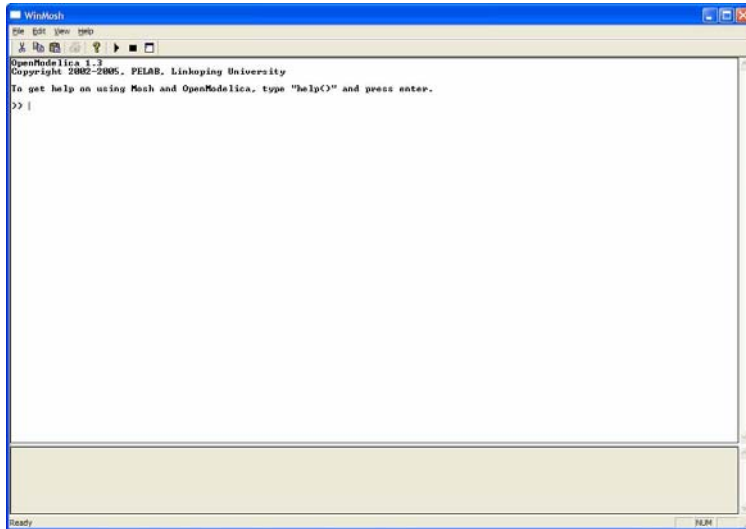 WinMosh
File Edit View Help
OpenModelica 1.3
Copyright 2002-2005, PELAB, Linkoping University
To get help on using Mosh and OpenModelica, type "help()" and press enter.
>>
Ready
NUM